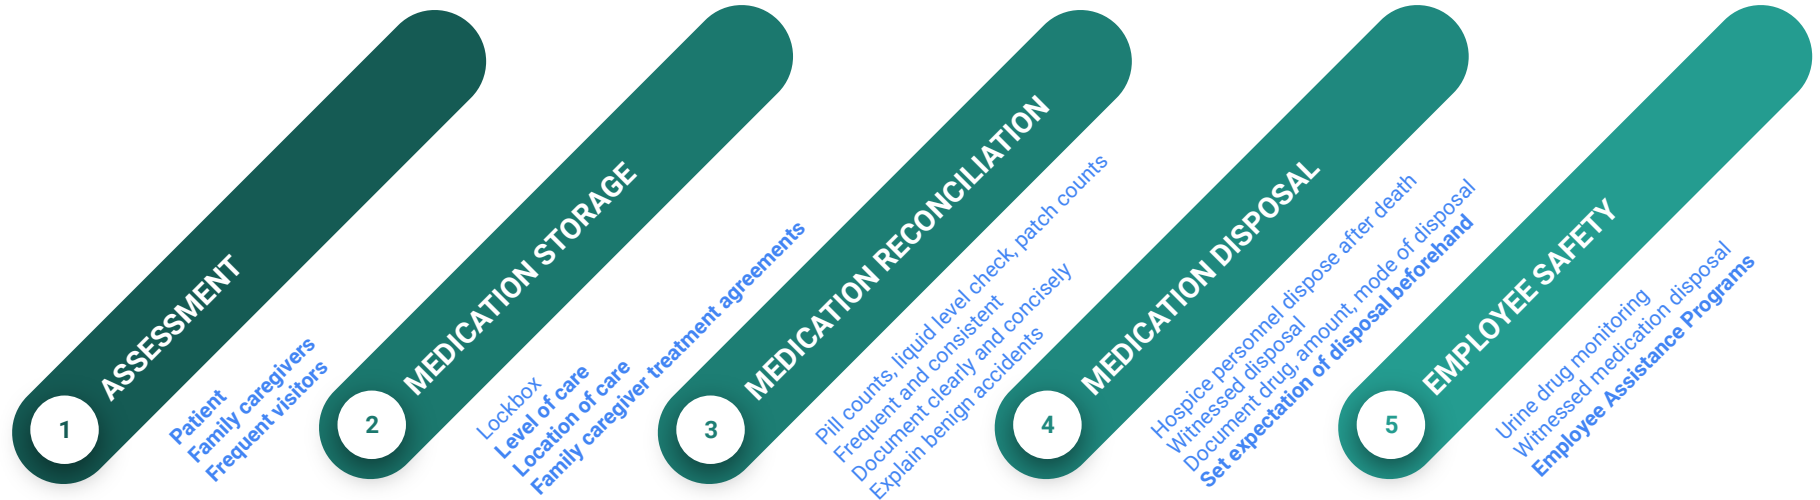 1
ASSESSMENT
Patient
Family caregivers
Frequent visitors
2
MEDICATION STORAGE
Lockbox
Level of care
Location of care
Family caregiver treatment agreements
3
MEDICATION RECONCILIATION
Pill counts, liquid level check, patch counts
Frequent and consistent
Document clearly and concisely
Explain benign accidents
4
MEDICATION DISPOSAL
Hospice personnel dispose after death
Witnessed disposal
Document drug, amount, mode of disposal
Set expectation of disposal beforehand
5
EMPLOYEE SAFETY
Urine drug monitoring
Witnessed medication disposal
Employee Assistance Programs